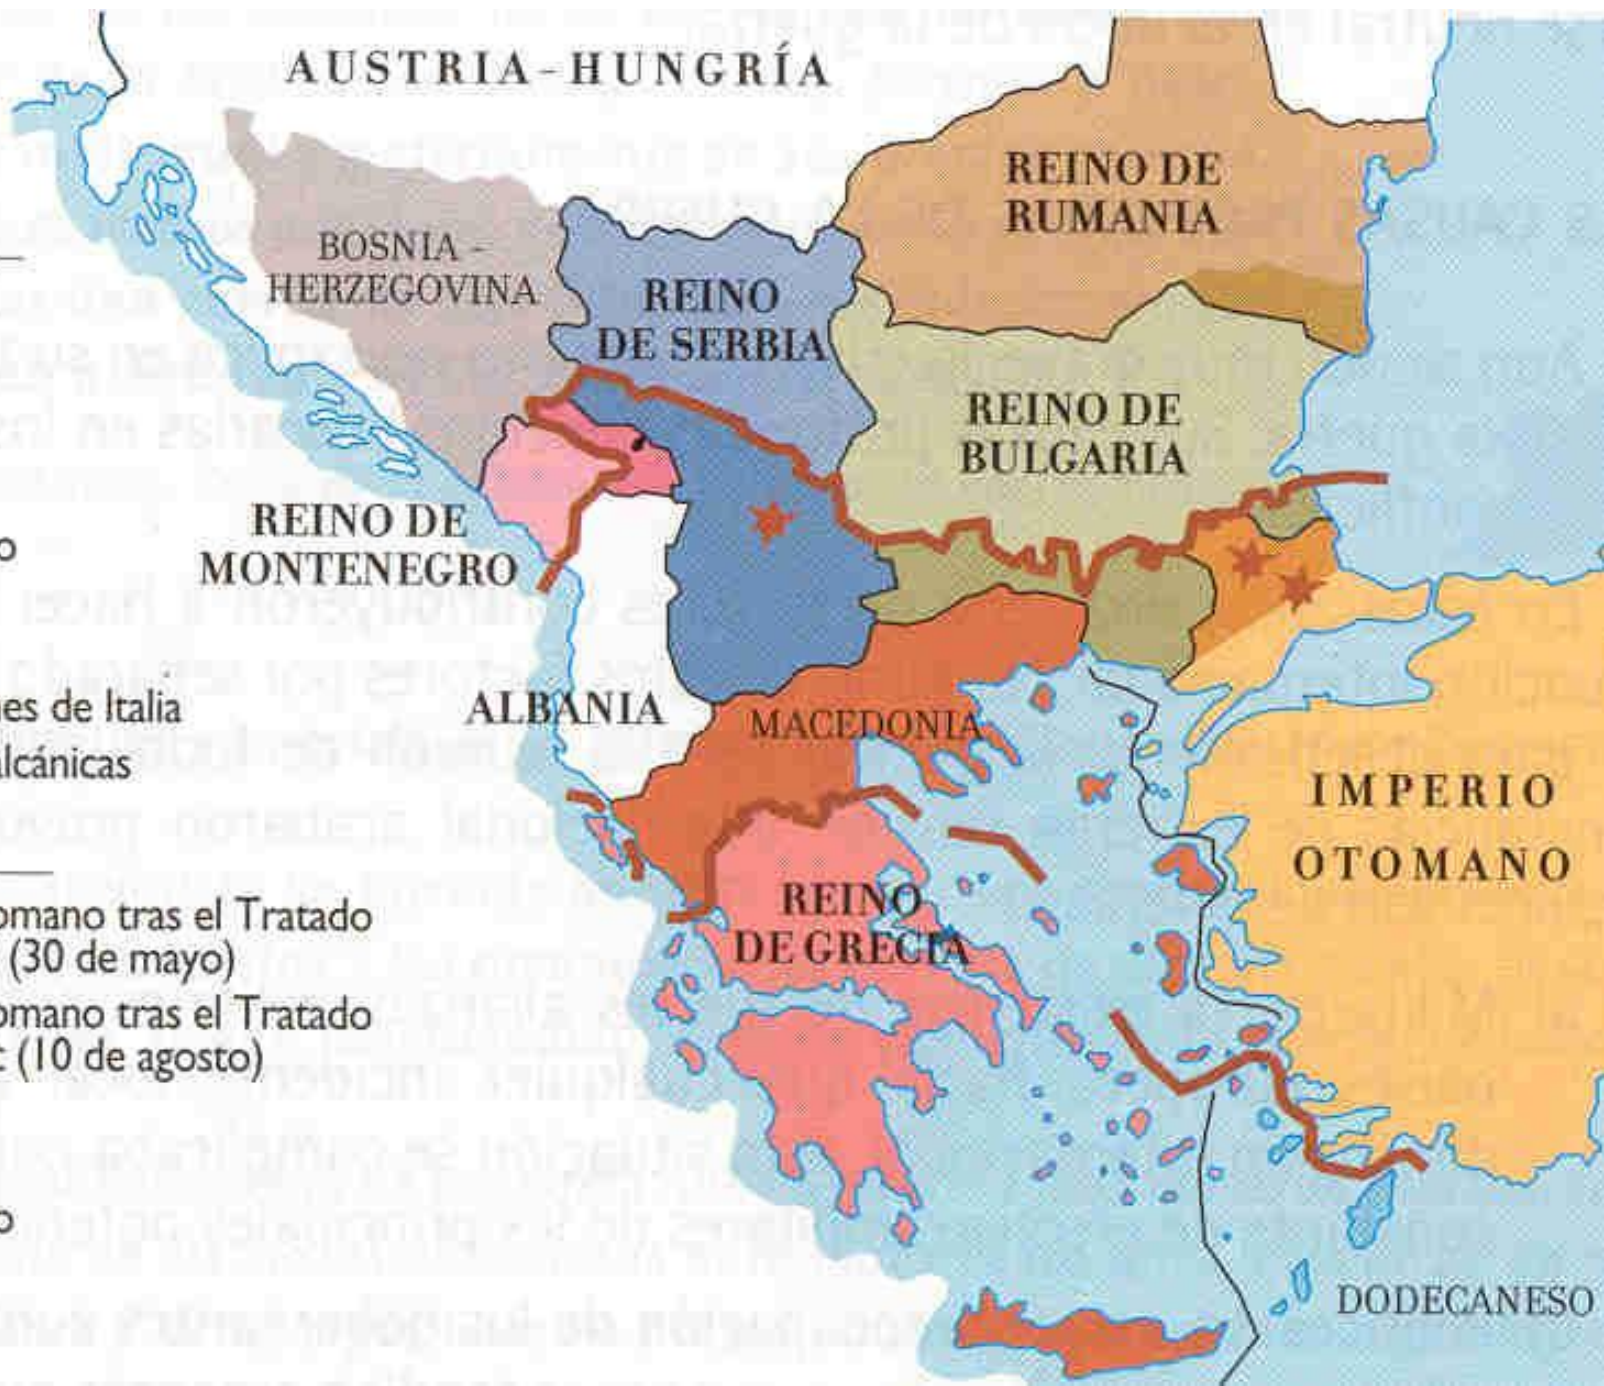 AUSTRIA-HUNGRÍA
REINO DE
RUMANIA
BOSNIA -
HERZEGOVINA
REINO
DE SERBIA
REINO DE
BULGARIA
REINO DE
MONTENEGRO
o
nes de Italia
alcánicas
ALBANIA
MACEDONIA
IMPERIO
OTOMANO
REINO
DE GRECIA
omano tras el Tratado
(30 de mayo)
omano tras el Tratado
(10 de agosto)
o
DODECANESO